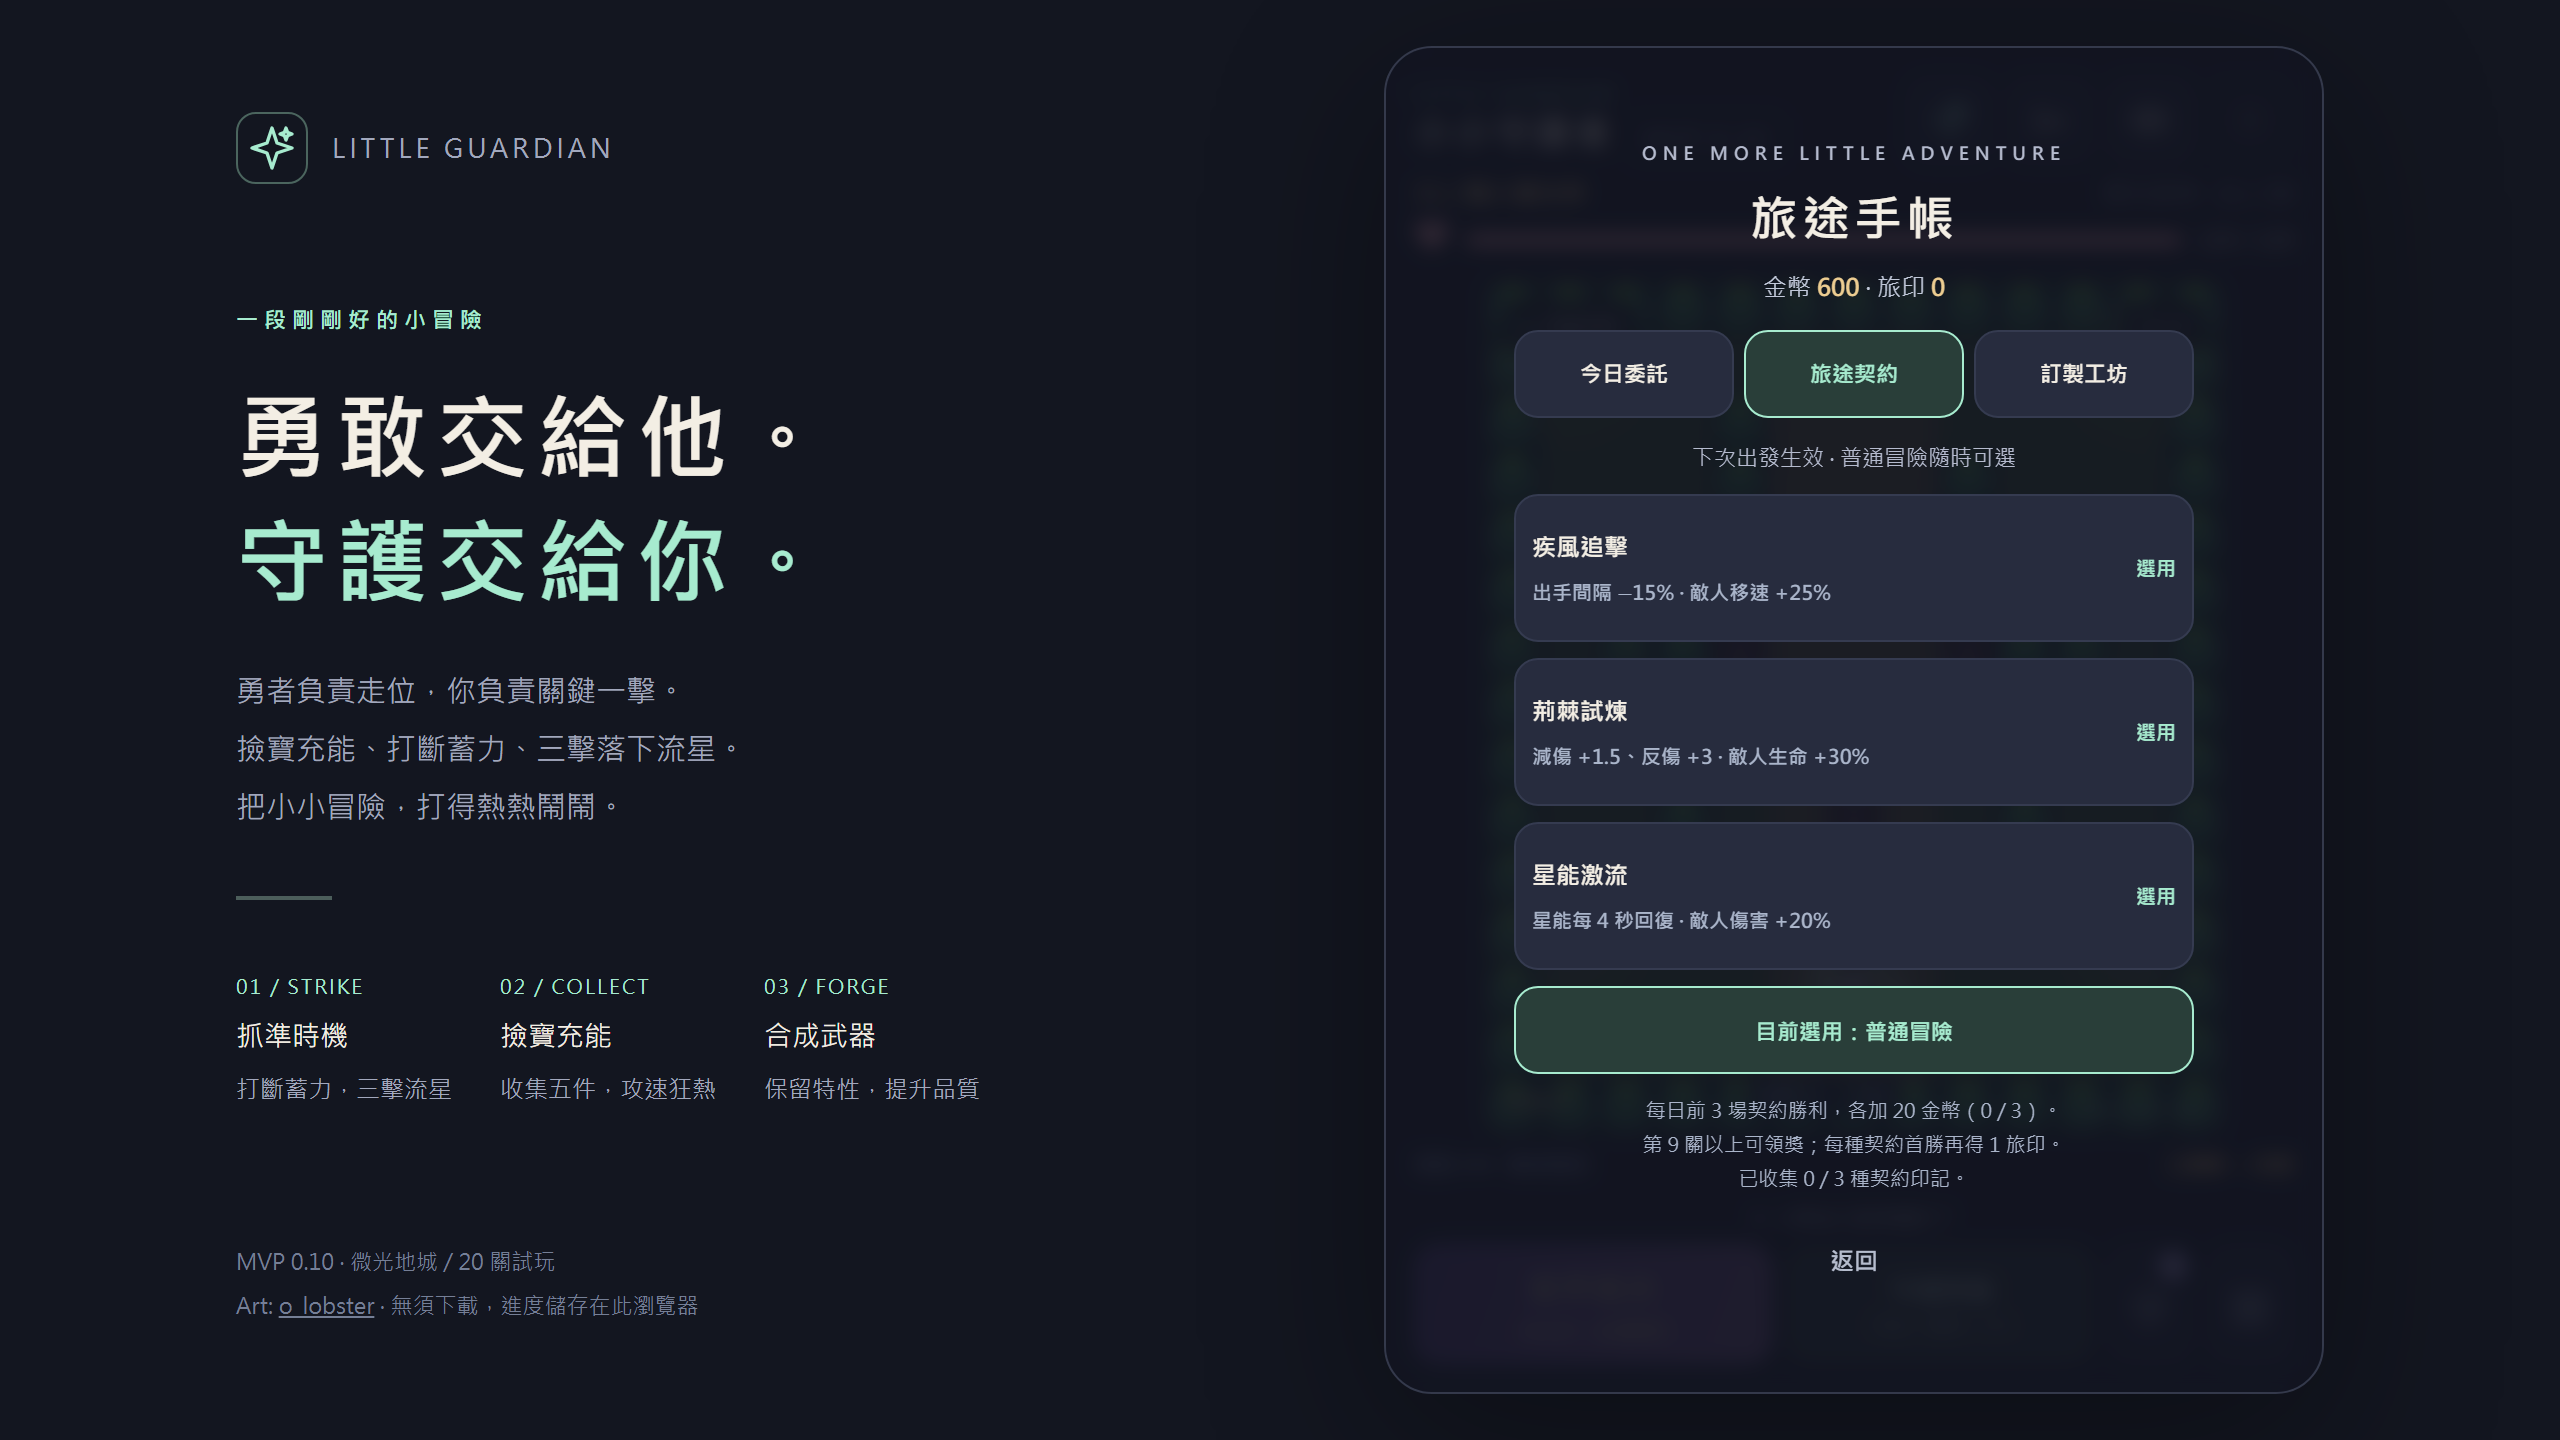 LITTLE GUARDIAN
一段剛剛好的小冒險
勇敢交給他。
守護交給你。
勇者負責走位，你負責關鍵一擊。
撿寶充能、打斷蓄力、三擊落下流星。
把小小冒險，打得熱熱鬧鬧。
01 / STRIKE
抓準時機
打斷蓄力，三擊流星
02 / COLLECT
撿寶充能
收集五件，攻速狂熱
03 / FORGE
合成武器
保留特性，提升品質
MVP 0.10 · 微光地城 / 20 關試玩
Art: o_lobster · 無須下載，進度儲存在此瀏覽器
ONE MORE LITTLE ADVENTURE
旅途手帳
金幣 600 · 旅印 0
今日委託
旅途契約
訂製工坊
下次出發生效 · 普通冒險隨時可選
疾風追擊
出手間隔 −15% · 敵人移速 +25%
選用
荊棘試煉
減傷 +1.5、反傷 +3 · 敵人生命 +30%
選用
星能激流
星能每 4 秒回復 · 敵人傷害 +20%
選用
目前選用：普通冒險
每日前 3 場契約勝利，各加 20 金幣（0 / 3）。
第 9 關以上可領獎；每種契約首勝再得 1 旅印。
已收集 0 / 3 種契約印記。
返回